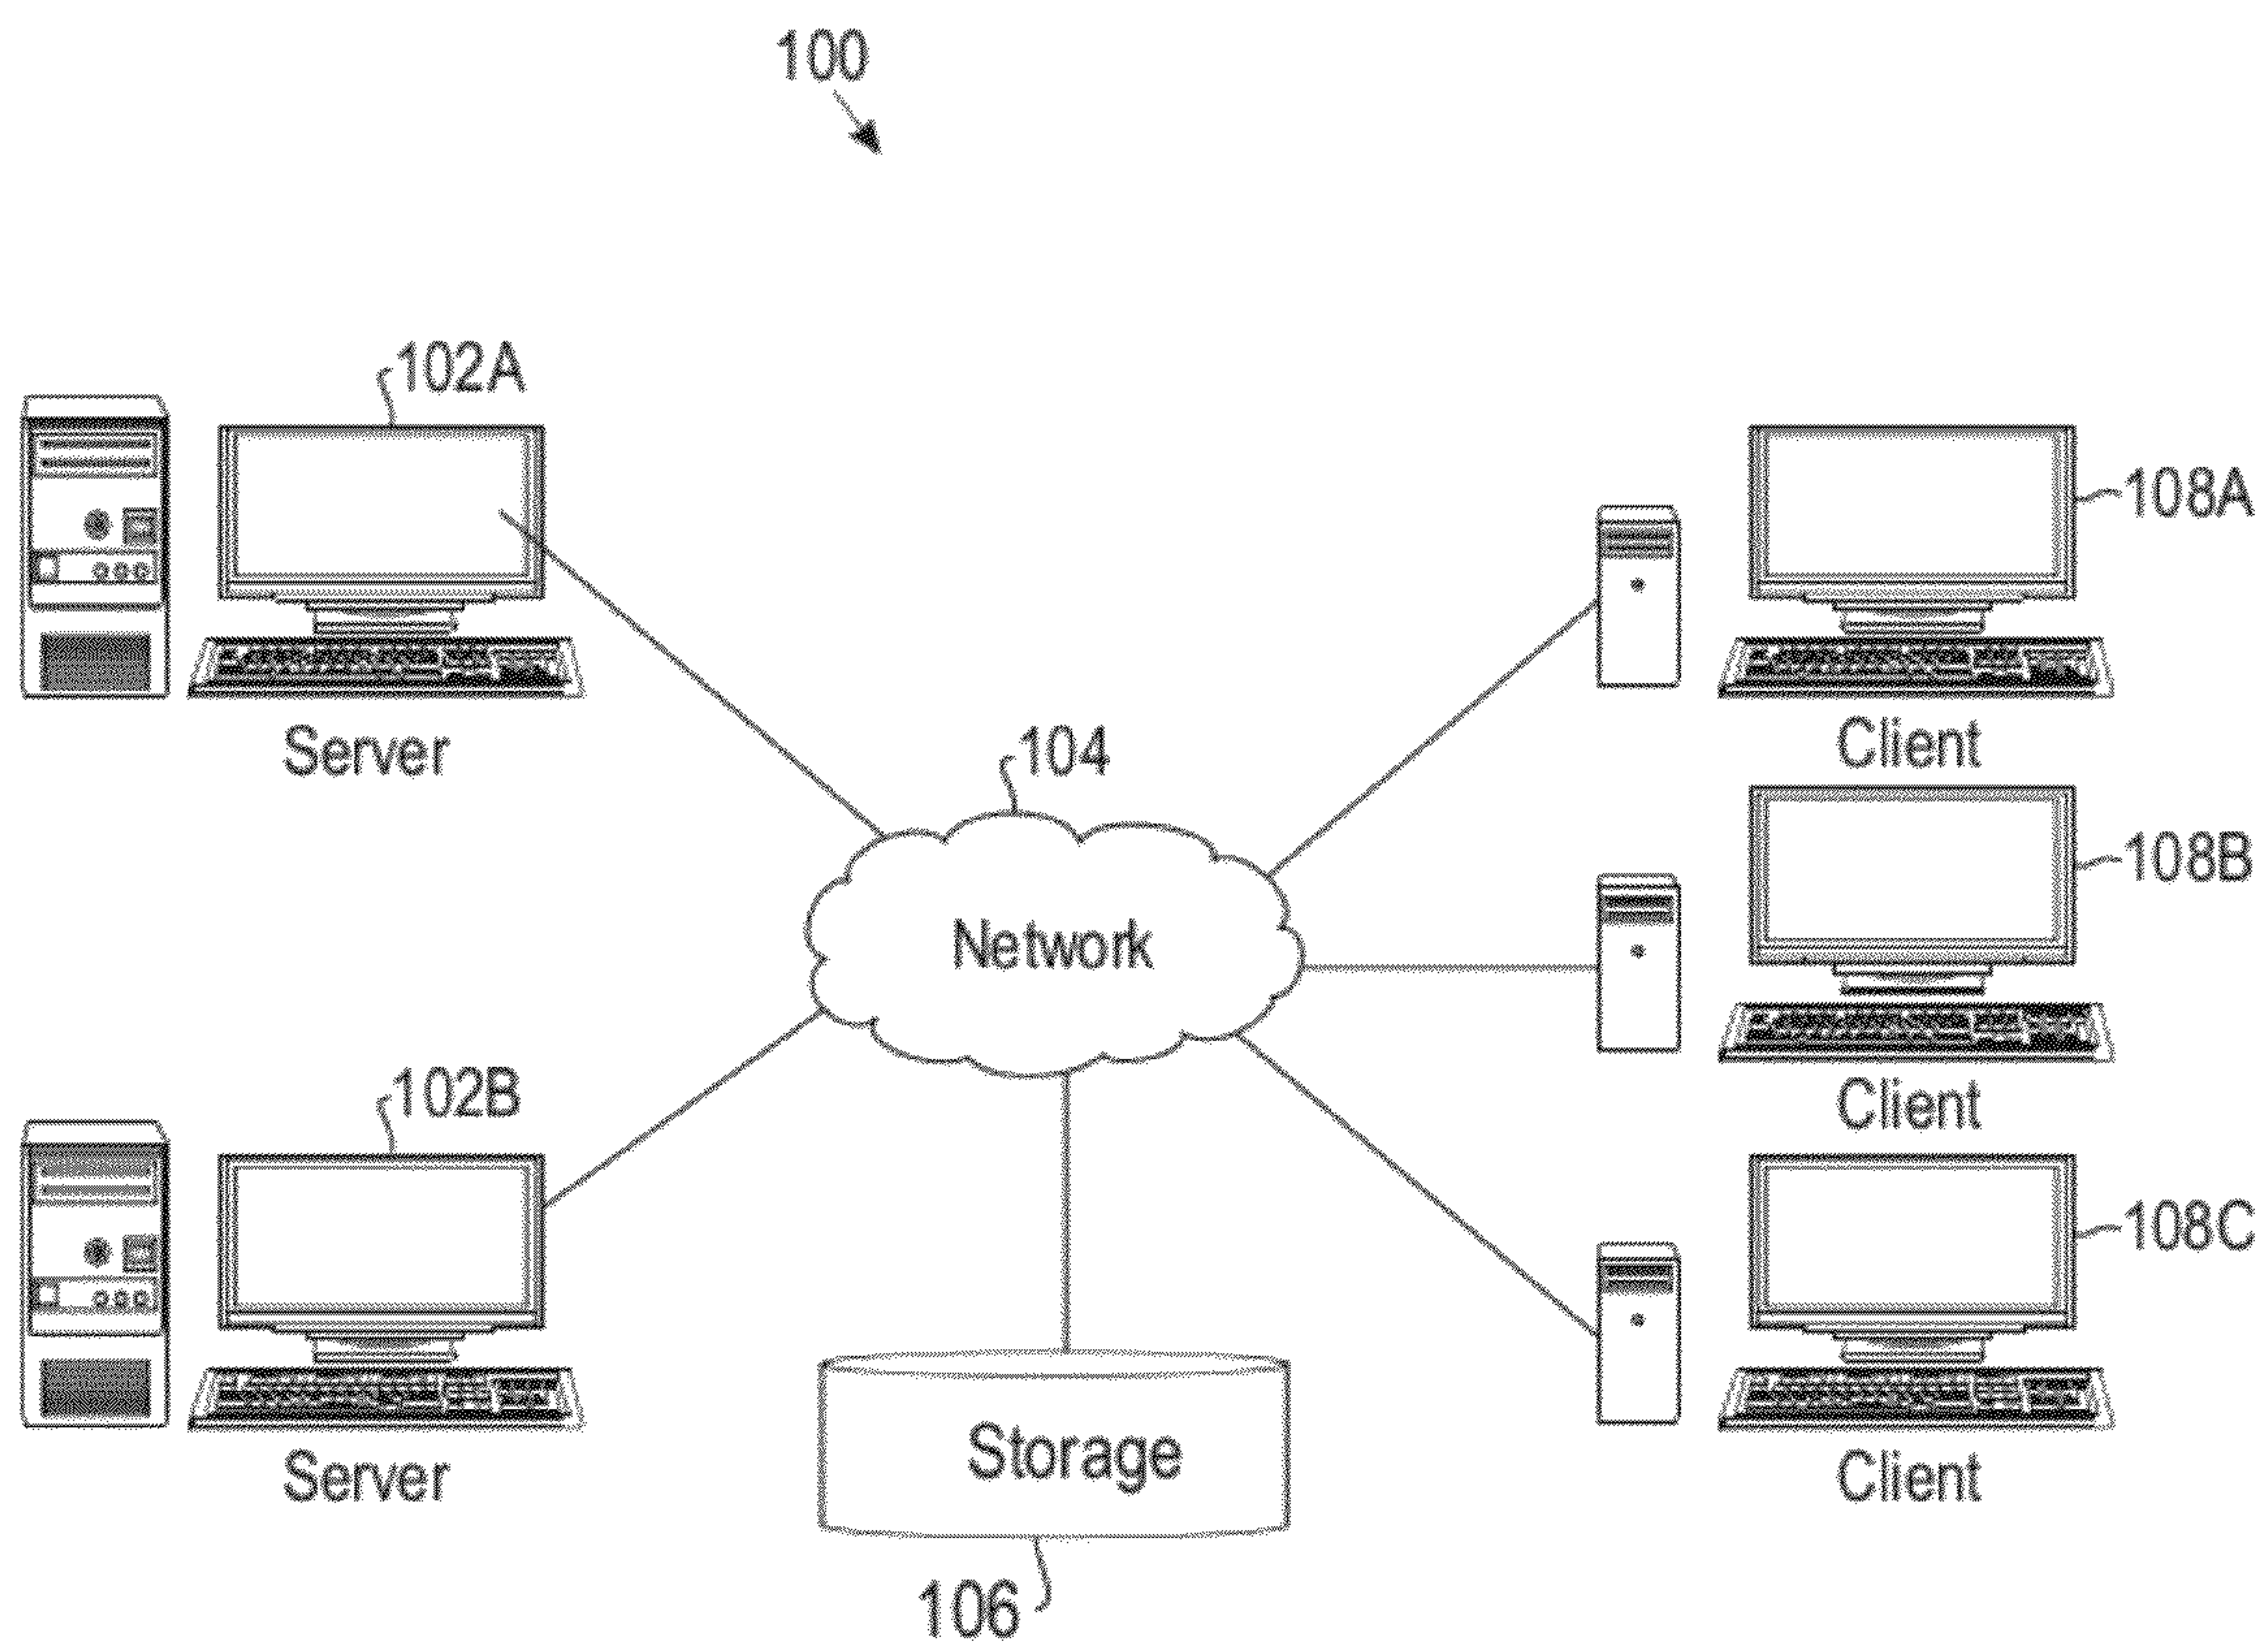 100
102A
108A
Server
Client
104
108B
Network
102B
Client
108C
Storage
Server
Client
106